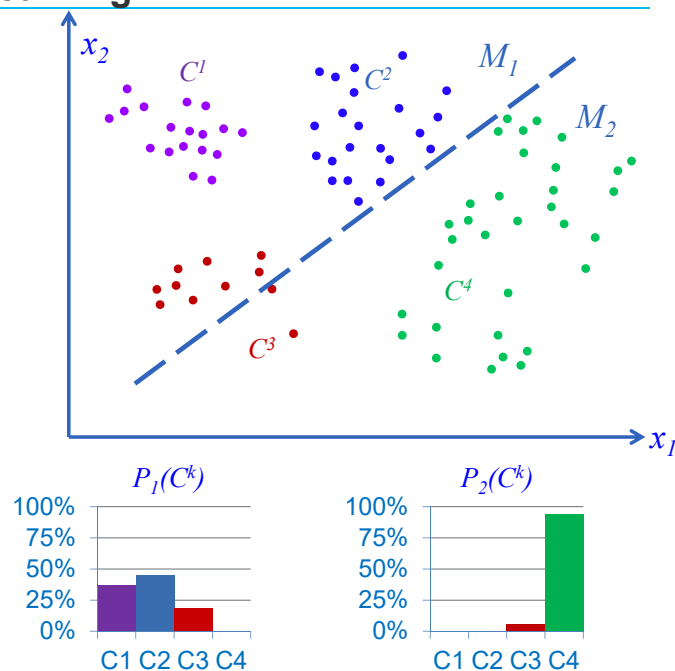 x₂
C¹
C²
M₁
M₂
C⁴
C³
x₁
P₁(Cᵏ)
P₂(Cᵏ)
100%
75%
50%
25%
0%
C1 C2 C3 C4
100%
75%
50%
25%
0%
C1 C2 C3 C4